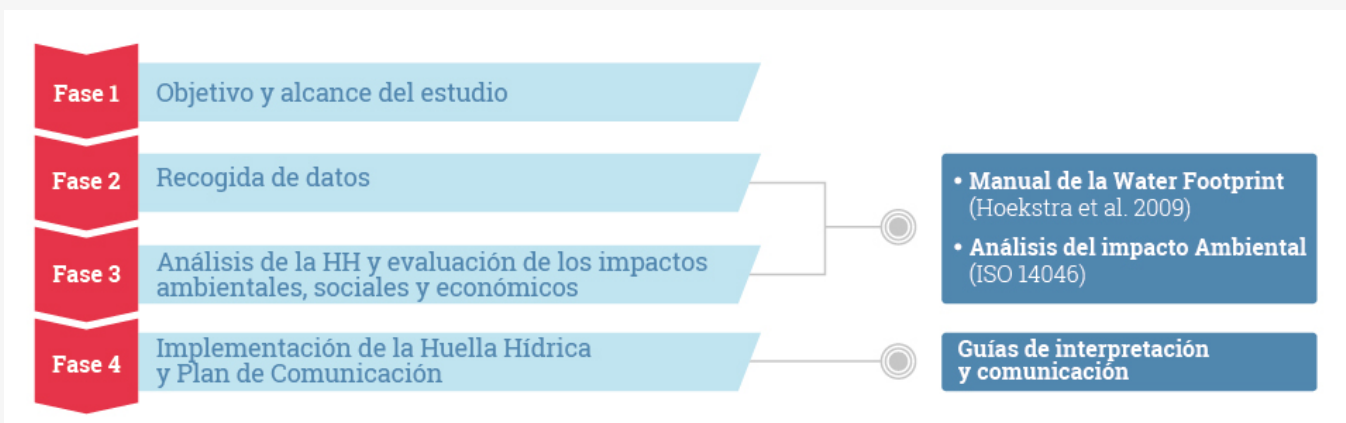 Fase 1
Objetivo y alcance del estudio
Fase 2
Recogida de datos
Fase 3
Análisis de la HH y evaluación de los impactos
ambientales, sociales y económicos
• Manual de la Water Footprint
(Hoekstra et al. 2009)
• Análisis del impacto Ambiental
(ISO 14046)
Fase 4
Implementación de la Huella Hídrica
y Plan de Comunicación
Guías de interpretación
y comunicación